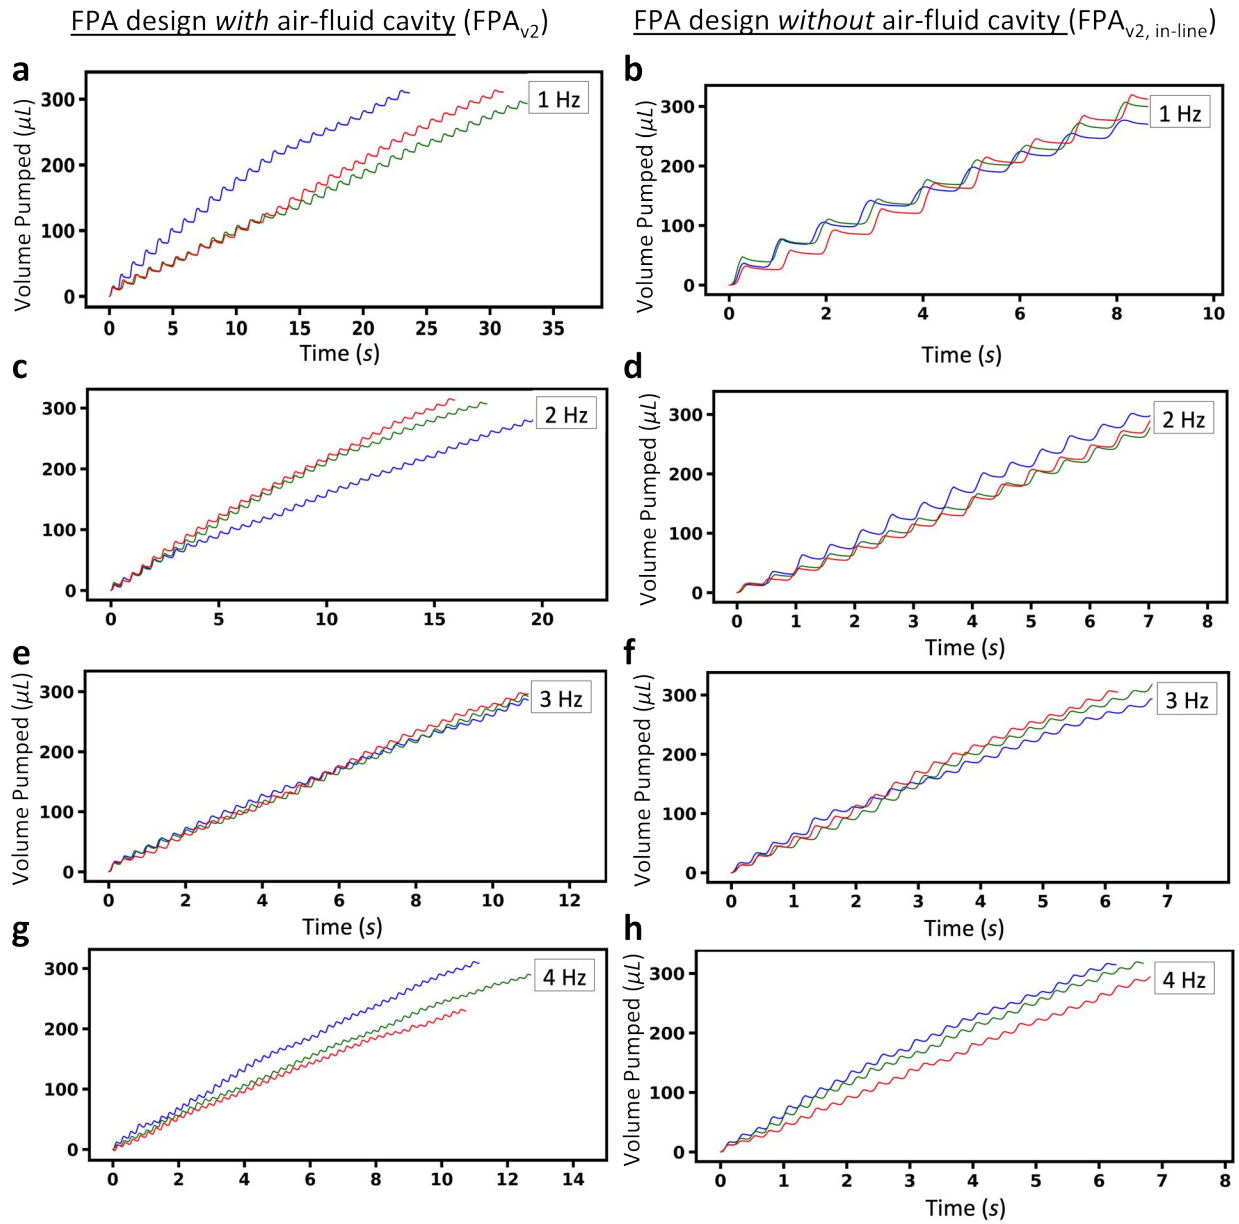 FPA design with air-fluid cavity (FPAv2)
FPA design without air-fluid cavity (FPAv2, in-line)
a
Volume Pumped (μL)
300
200
100
0
1 Hz
0 5 10 15 20 25 30 35
Time (s)
b
Volume Pumped (μL)
300
200
100
0
1 Hz
0 2 4 6 8 10
Time (s)
c
Volume Pumped (μL)
300
200
100
0
2 Hz
0 5 10 15 20
d
Volume Pumped (μL)
300
200
100
0
2 Hz
0 1 2 3 4 5 6 7 8
Time (s)
e
Volume Pumped (μL)
300
200
100
0
3 Hz
0 2 4 6 8 10 12
Time (s)
f
Volume Pumped (μL)
300
200
100
0
3 Hz
0 1 2 3 4 5 6 7
Time (s)
g
300
200
100
0
4 Hz
0 2 4 6 8 10 12 14
h
Volume Pumped (μL)
300
200
100
0
4 Hz
0 1 2 3 4 5 6 7 8
Time (s)